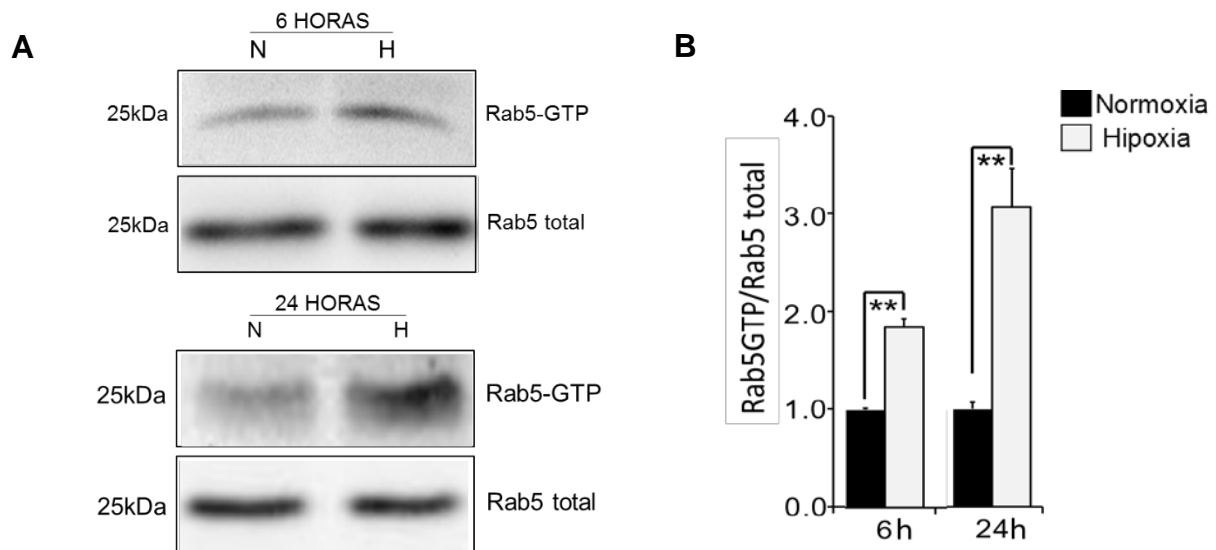 A
6 HORAS
N H
25kDa Rab5-GTP
25kDa Rab5 total
24 HORAS
N H
25kDa Rab5-GTP
25kDa Rab5 total
B
Normoxia
Hipoxia
Rab5GTP/Rab5 total
4.0
3.0
2.0
1.0
0.0
**
**
6h 24h